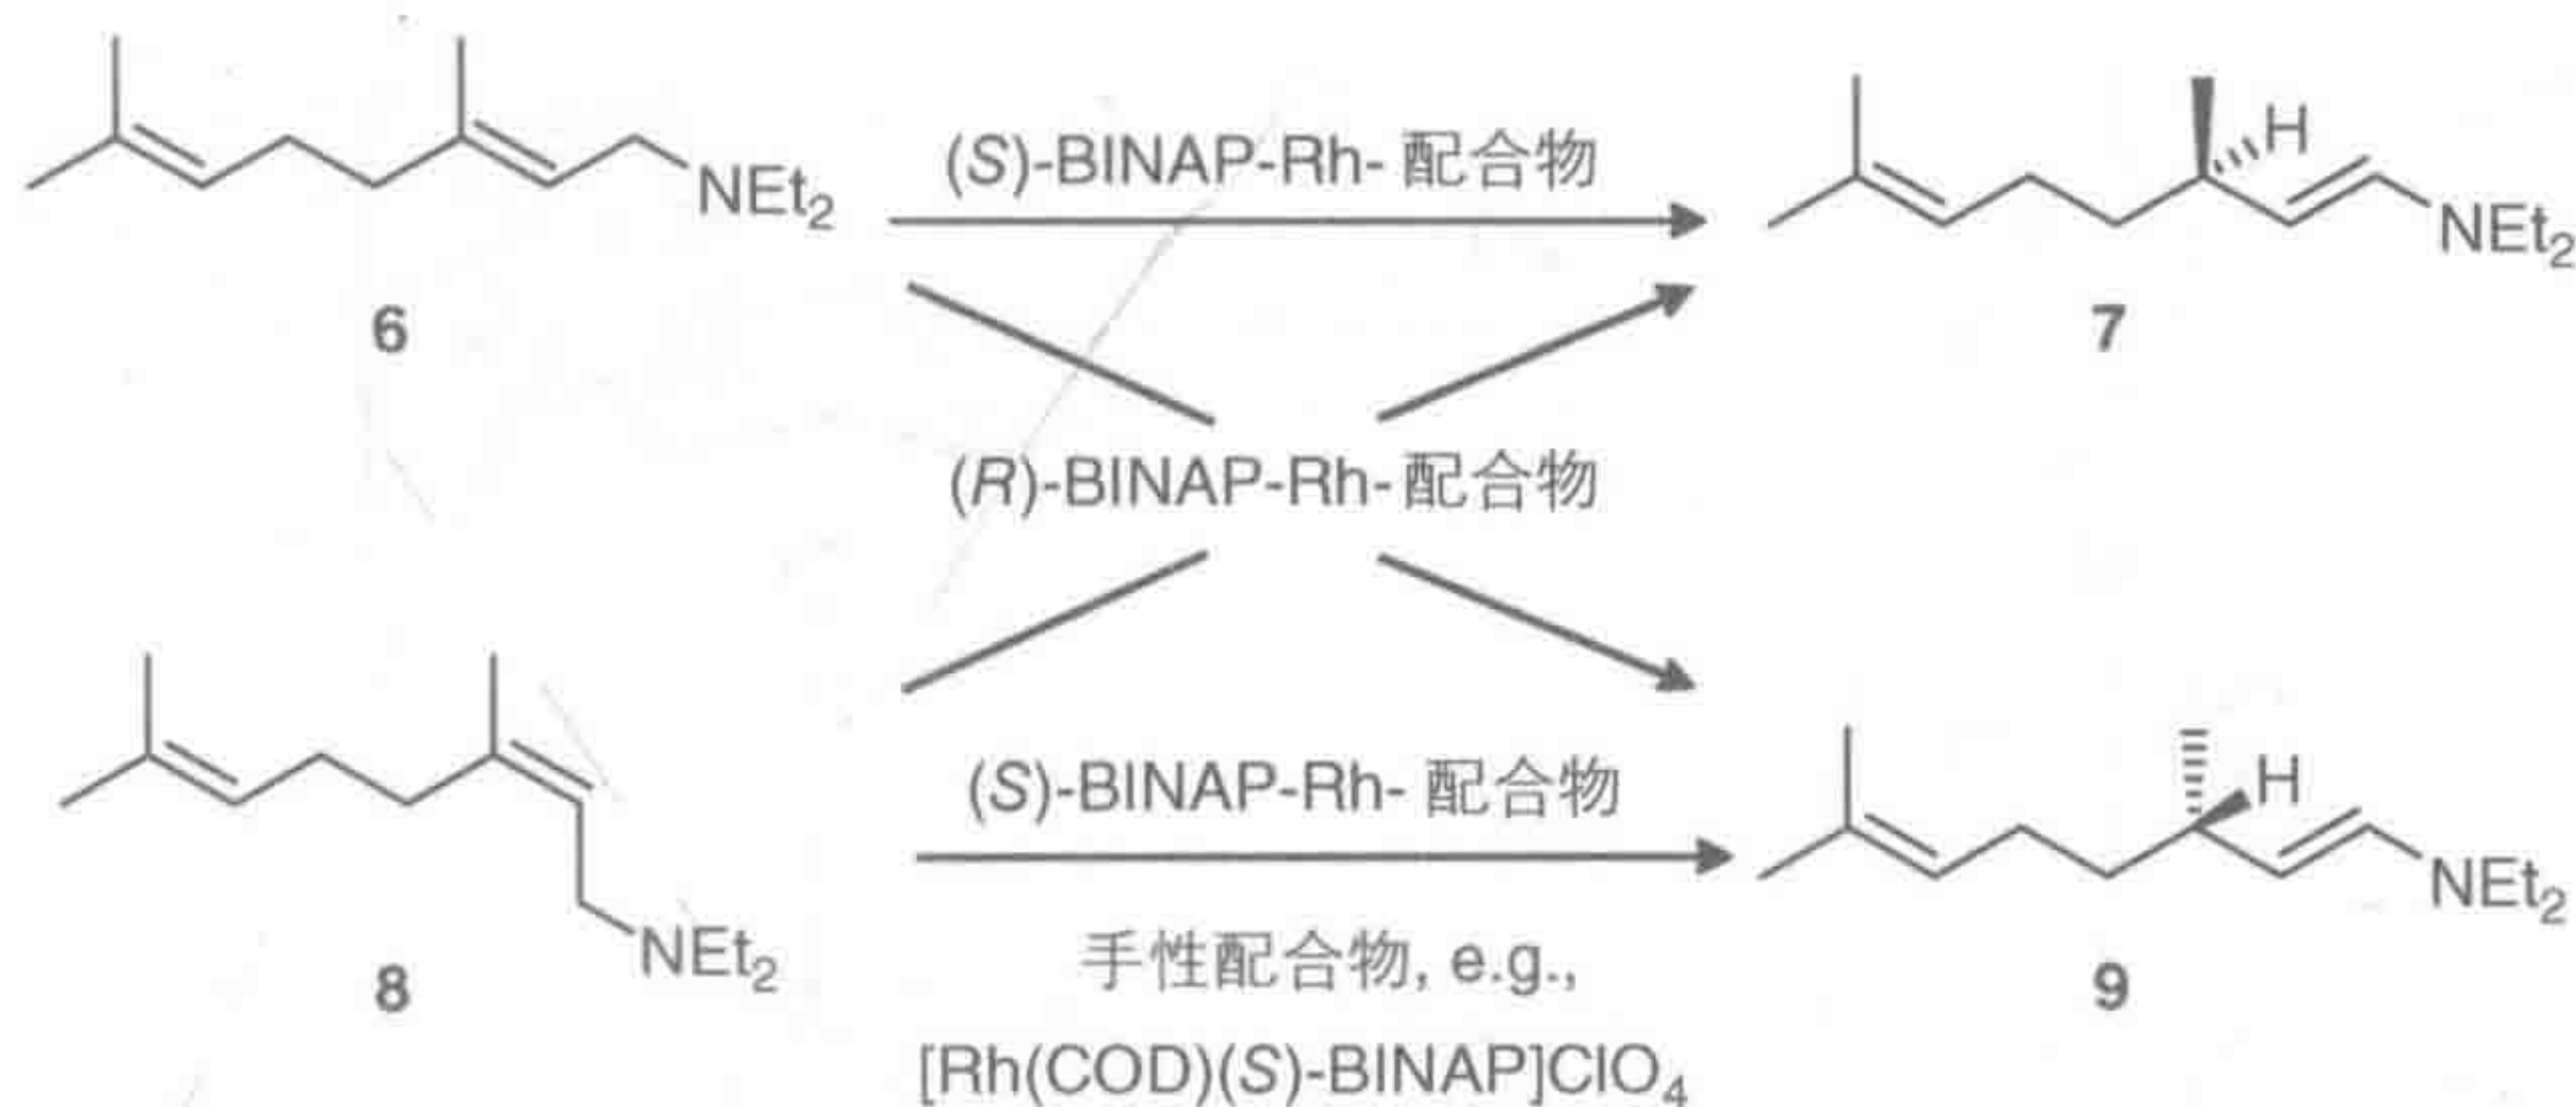 NEt₂
(S)-BINAP-Rh- 配合物
H
NEt₂
6
7
(R)-BINAP-Rh-配合物
NEt₂
8
(S)-BINAP-Rh- 配合物
手性配合物, e.g.,
[Rh(COD)(S)-BINAP]ClO₄
H
NEt₂
9